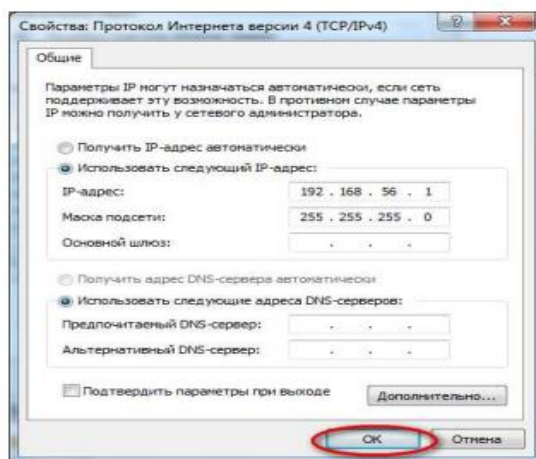 Свойства: Протокол Интернета версии 4 (TCP/IPv4)
Общие
Параметры IP могут назначаться автоматически, если сеть
поддерживает эту возможность. В противном случае параметры
IP можно получить у сетевого администратора.
Получить IP-адрес автоматически
Использовать следующий IP-адрес:
IP-адрес: 192 . 168 . 56 . 1
Маска подсети: 255 . 255 . 255 . 0
Основной шлюз: . . .
Получить адрес DNS-сервера автоматически
Использовать следующие адреса DNS-серверов:
Предпочитаемый DNS-сервер: . . .
Альтернативный DNS-сервер: . . .
Подтвердить параметры при выходе
Дополнительно...
ОК Отмена